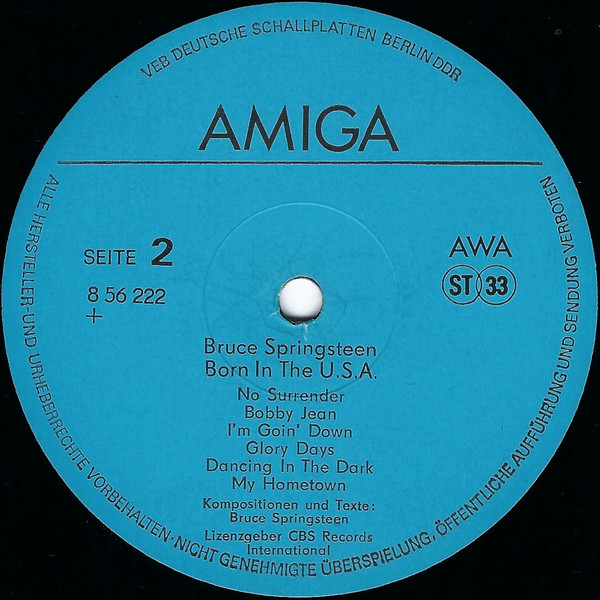 VEB DEUTSCHE SCHALLPLATTEN BERLIN DDR
AMIGA
SEITE 2
8 56 222
+
AWA
ST 33
Bruce Springsteen
Born In The U.S.A.
No Surrender
Bobby Jean
I'm Goin' Down
Glory Days
Dancing In The Dark
My Hometown
Kompositionen und Texte:
Bruce Springsteen
Lizenzgeber CBS Records
International
ALLE HERSTELLER-UND URHEBERRECHTE VORBEHALTEN·NICHT GENEHMIGTE ÜBERSPIELUNG, ÖFFENTLICHE AUFFÜHRUNG UND SENDUNG VERBOTEN